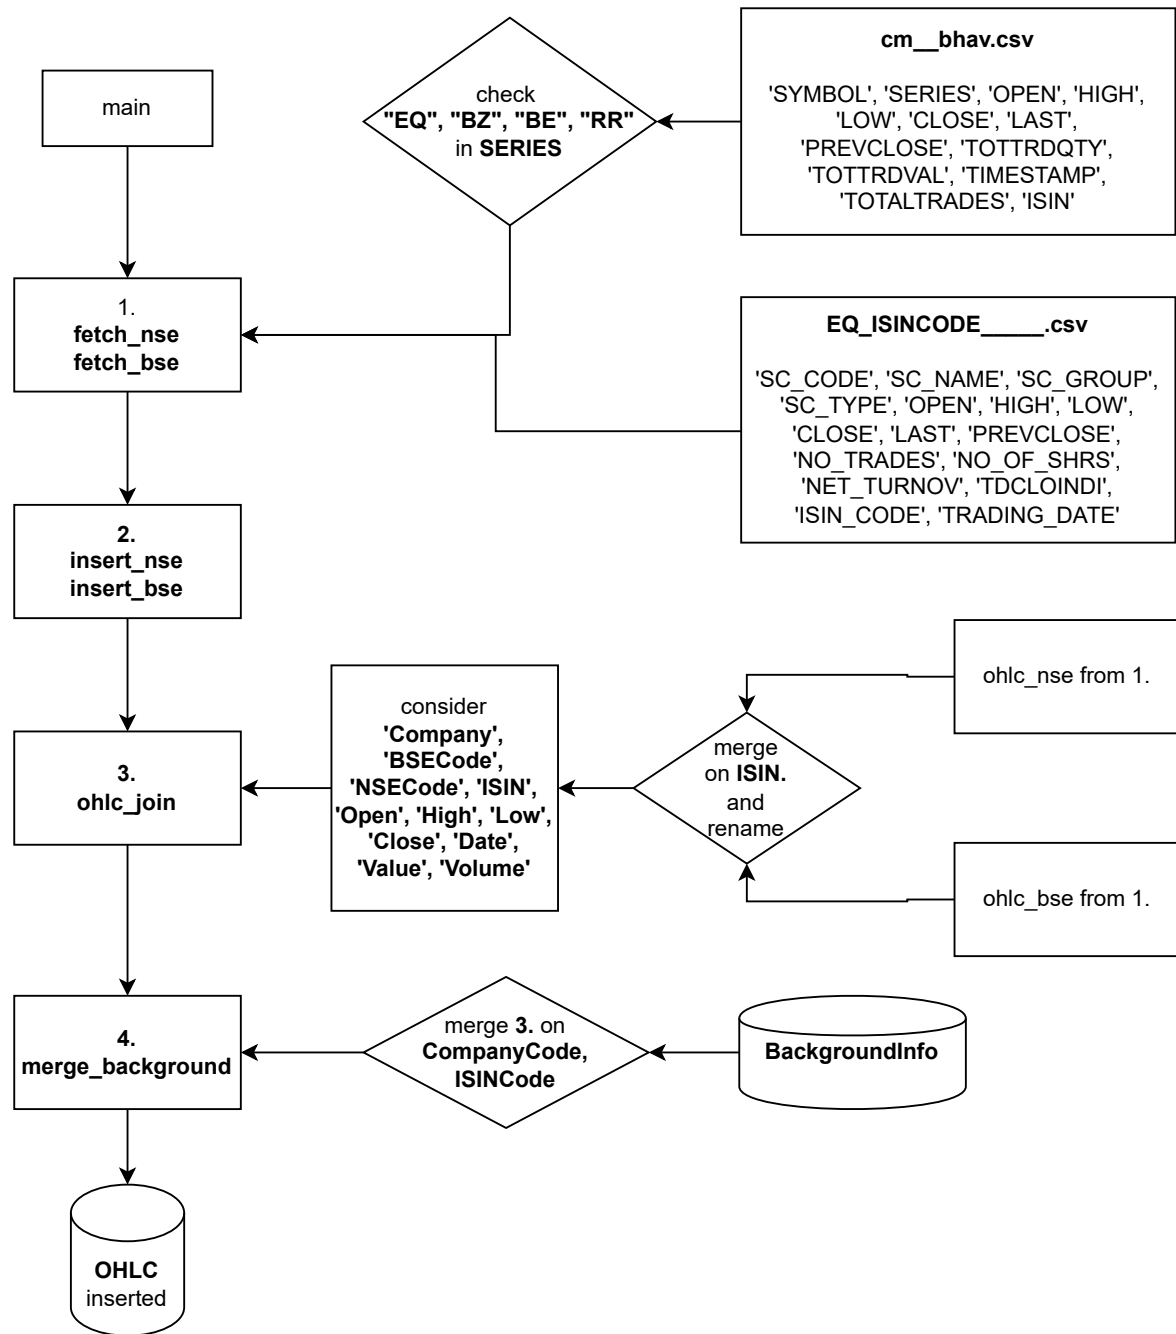 main
check
"EQ", "BZ", "BE", "RR"
in SERIES
cm__bhav.csv
'SYMBOL', 'SERIES', 'OPEN', 'HIGH',
'LOW', 'CLOSE', 'LAST',
'PREVCLOSE', 'TOTTRDQTY',
'TOTTRDVAL', 'TIMESTAMP',
'TOTALTRADES', 'ISIN'
1.
fetch_nse
fetch_bse
EQ_ISINCODE_____.csv
'SC_CODE', 'SC_NAME', 'SC_GROUP',
'SC_TYPE', 'OPEN', 'HIGH', 'LOW',
'CLOSE', 'LAST', 'PREVCLOSE',
'NO_TRADES', 'NO_OF_SHRS',
'NET_TURNOV', 'TDCLOINDI',
'ISIN_CODE', 'TRADING_DATE'
2.
insert_nse
insert_bse
3.
ohlc_join
consider
'Company',
'BSECode',
'NSECode', 'ISIN',
'Open', 'High', 'Low',
'Close', 'Date',
'Value', 'Volume'
merge
on ISIN.
and
rename
ohlc_nse from 1.
ohlc_bse from 1.
4.
merge_background
merge 3. on
CompanyCode,
ISINCode
BackgroundInfo
OHLC
inserted